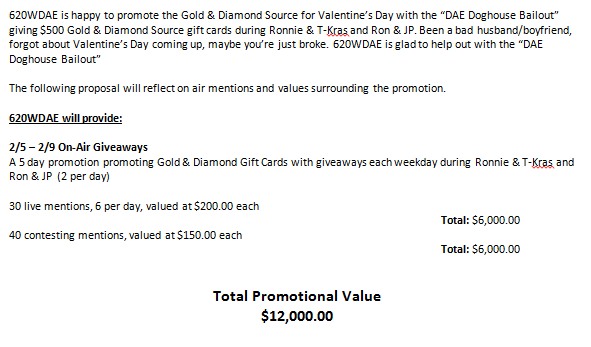 620WDAE is happy to promote the Gold & Diamond Source for Valentine's Day with the “DAE Doghouse Bailout”
giving $500 Gold & Diamond Source gift cards during Ronnie & T-Kras and Ron & JP. Been a bad husband/boyfriend,
forgot about Valentine's Day coming up, maybe you're just broke. 620WDAE is glad to help out with the “DAE
Doghouse Bailout”
The following proposal will reflect on air mentions and values surrounding the promotion.
620WDAE will provide:
2/5 – 2/9 On-Air Giveaways
A 5 day promotion promoting Gold & Diamond Gift Cards with giveaways each weekday during Ronnie & T-Kras and
Ron & JP (2 per day)
30 live mentions, 6 per day, valued at $200.00 each
Total: $6,000.00
40 contesting mentions, valued at $150.00 each
Total: $6,000.00
Total Promotional Value
$12,000.00